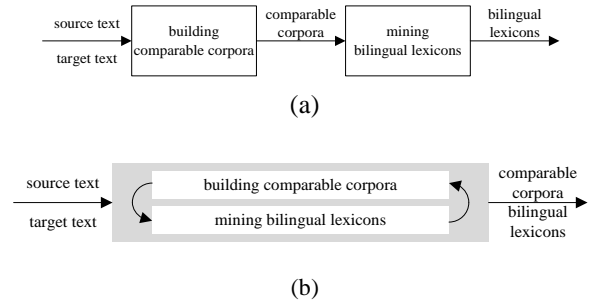 source text
target text
building
comparable corpora
comparable
corpora
mining
bilingual lexicons
bilingual
lexicons
(a)
source text
target text
building comparable corpora
mining bilingual lexicons
comparable
corpora
bilingual
lexicons
(b)